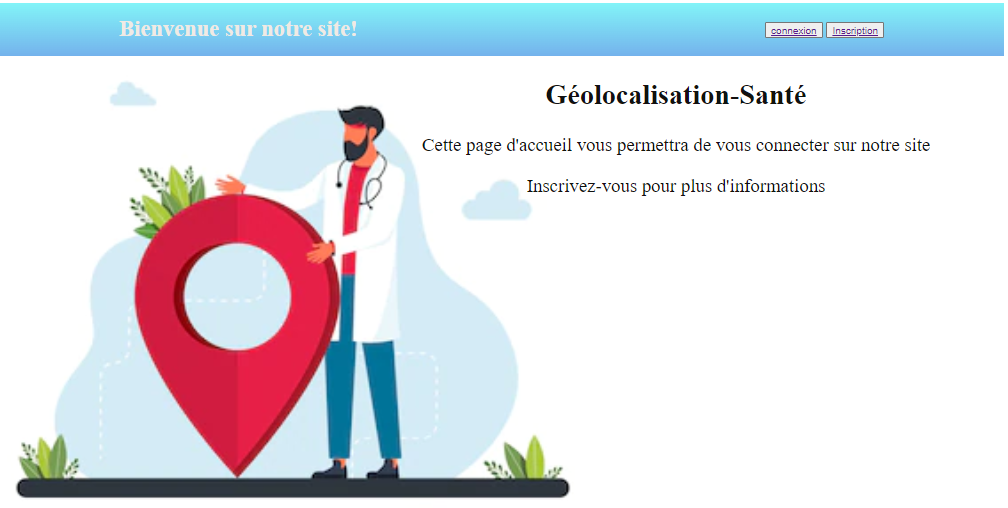 Bienvenue sur notre site!
connexion Inscription
Géolocalisation-Santé
Cette page d'accueil vous permettra de vous connecter sur notre site
Inscrivez-vous pour plus d'informations